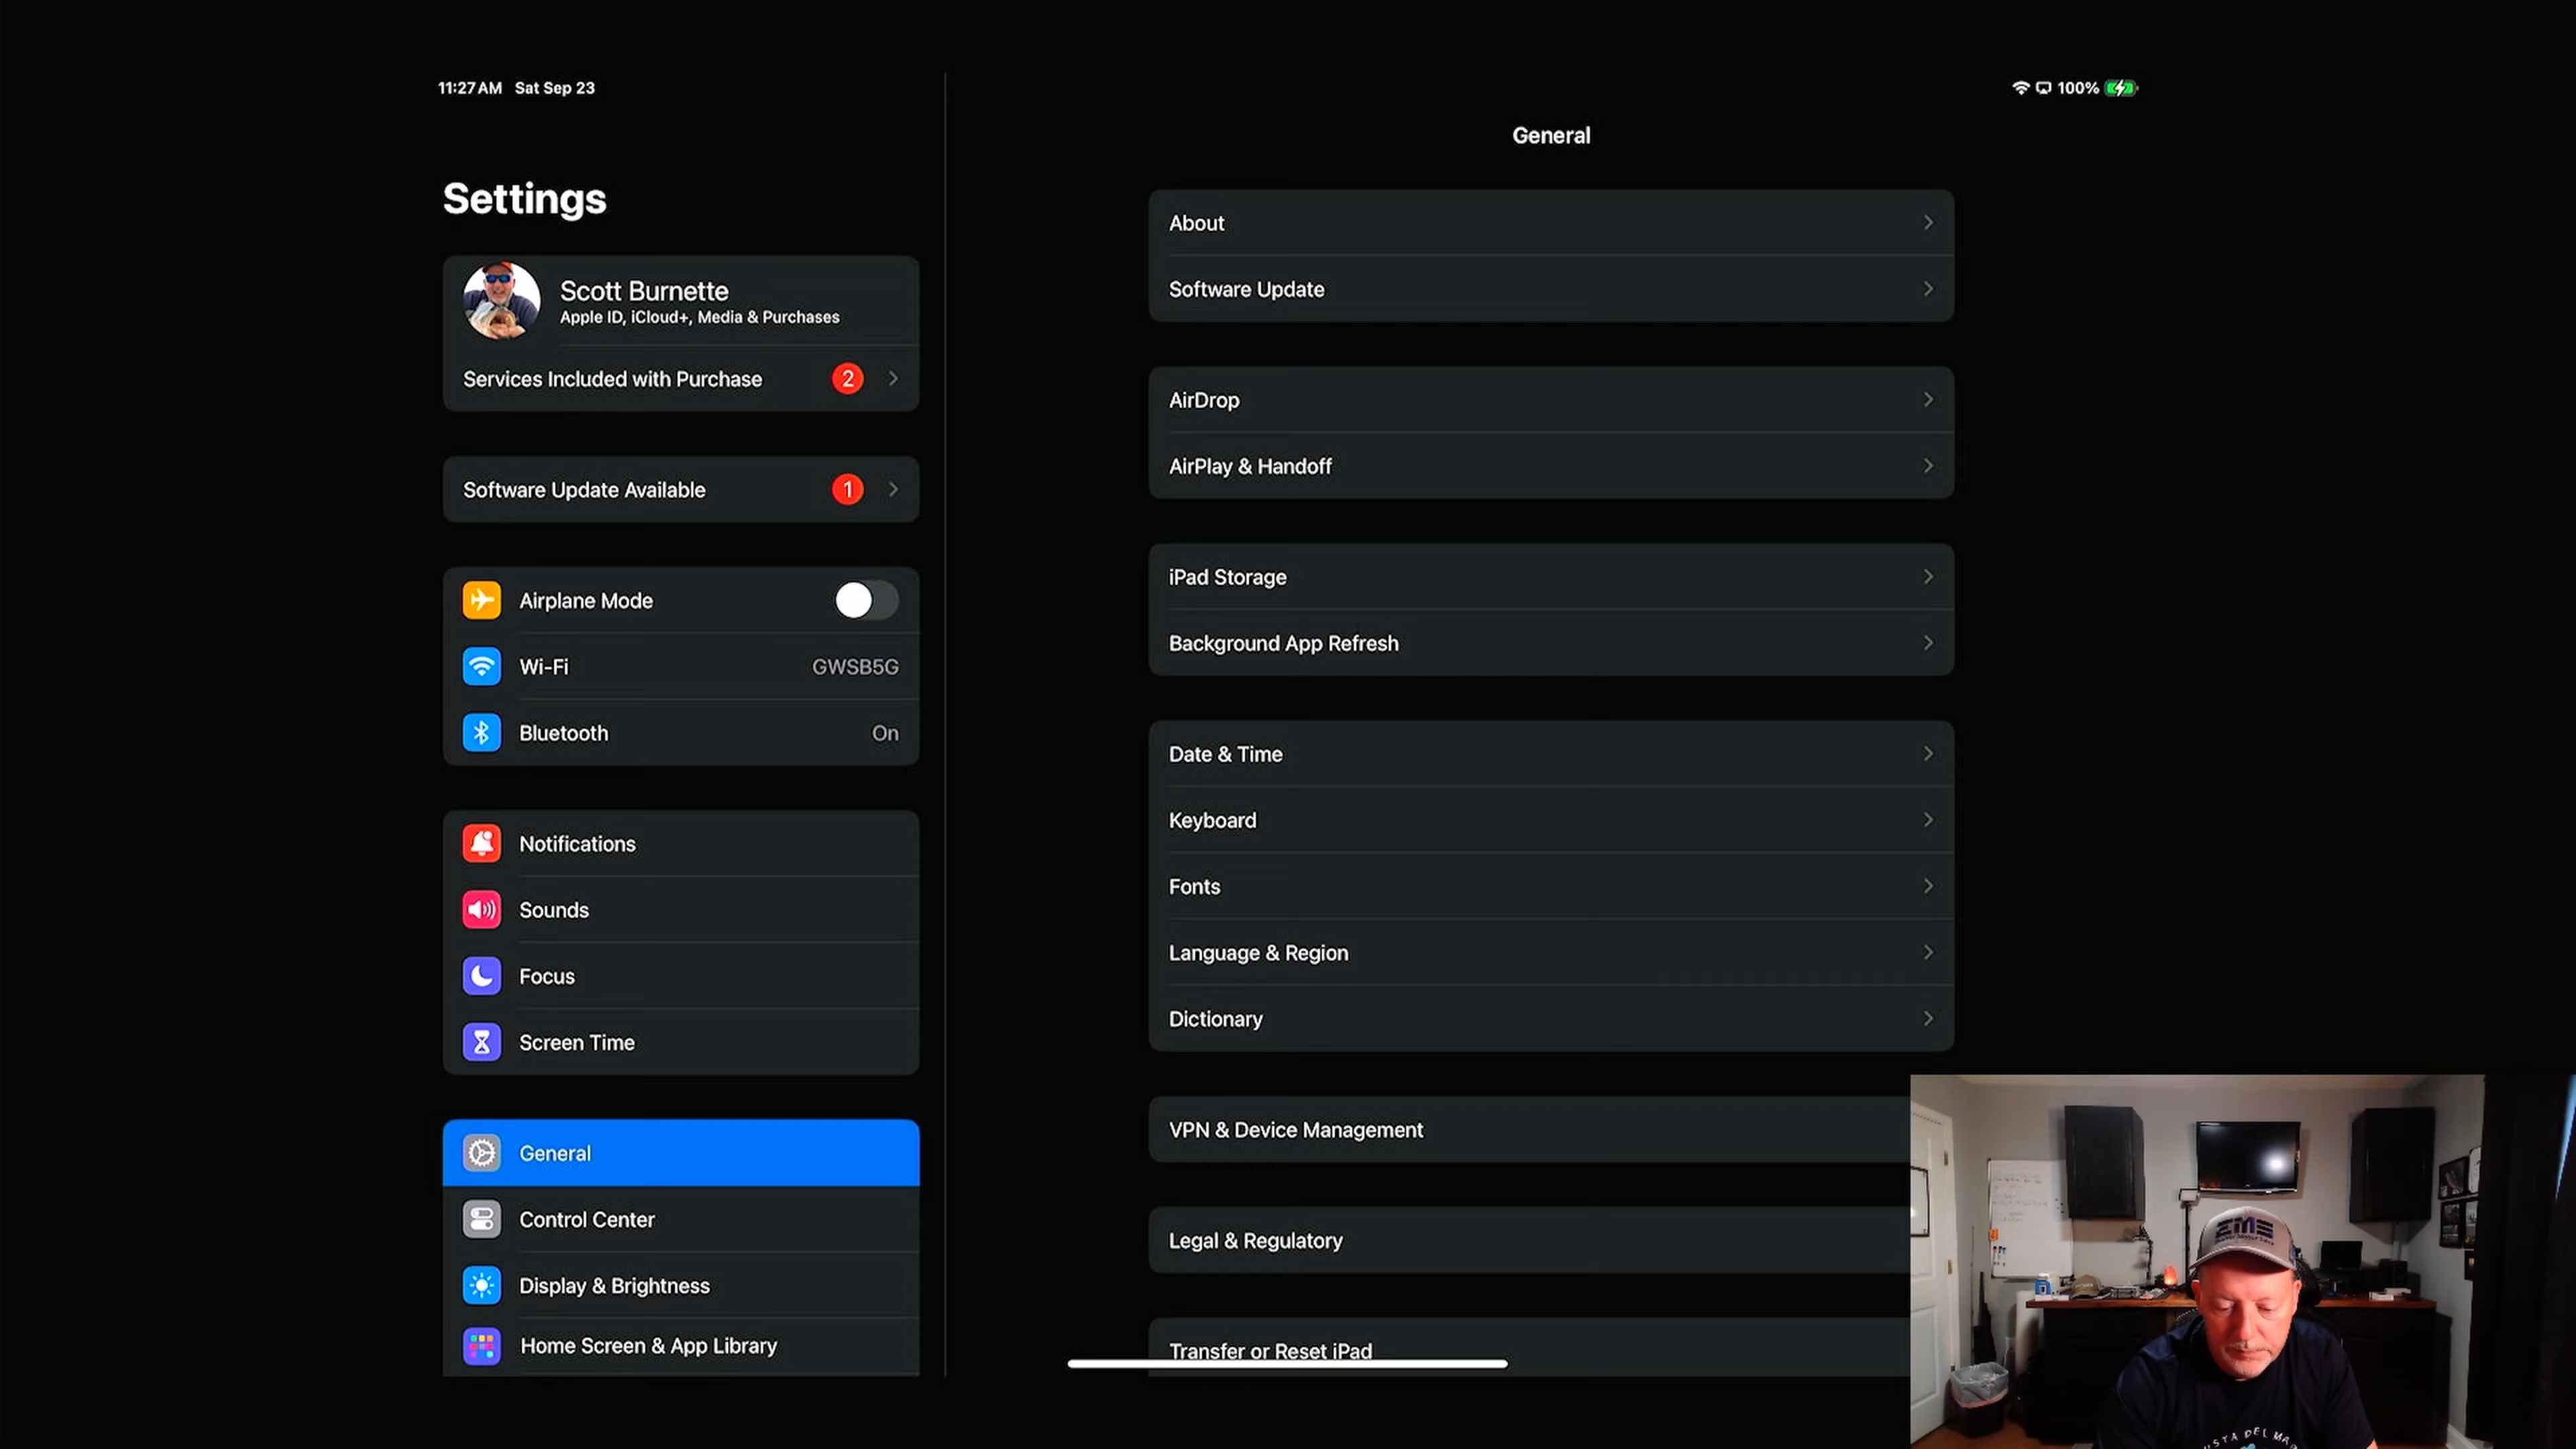 11:27 AM Sat Sep 23
100%
Settings
Scott Burnette
Apple ID, iCloud+, Media & Purchases
Services Included with Purchase 2
Software Update Available 1
Airplane Mode
Wi-Fi GWSB5G
Bluetooth On
Notifications
Sounds
Focus
Screen Time
General
Control Center
Display & Brightness
Home Screen & App Library
General
About
Software Update
AirDrop
AirPlay & Handoff
iPad Storage
Background App Refresh
Date & Time
Keyboard
Fonts
Language & Region
Dictionary
VPN & Device Management
Legal & Regulatory
Transfer or Reset iPad